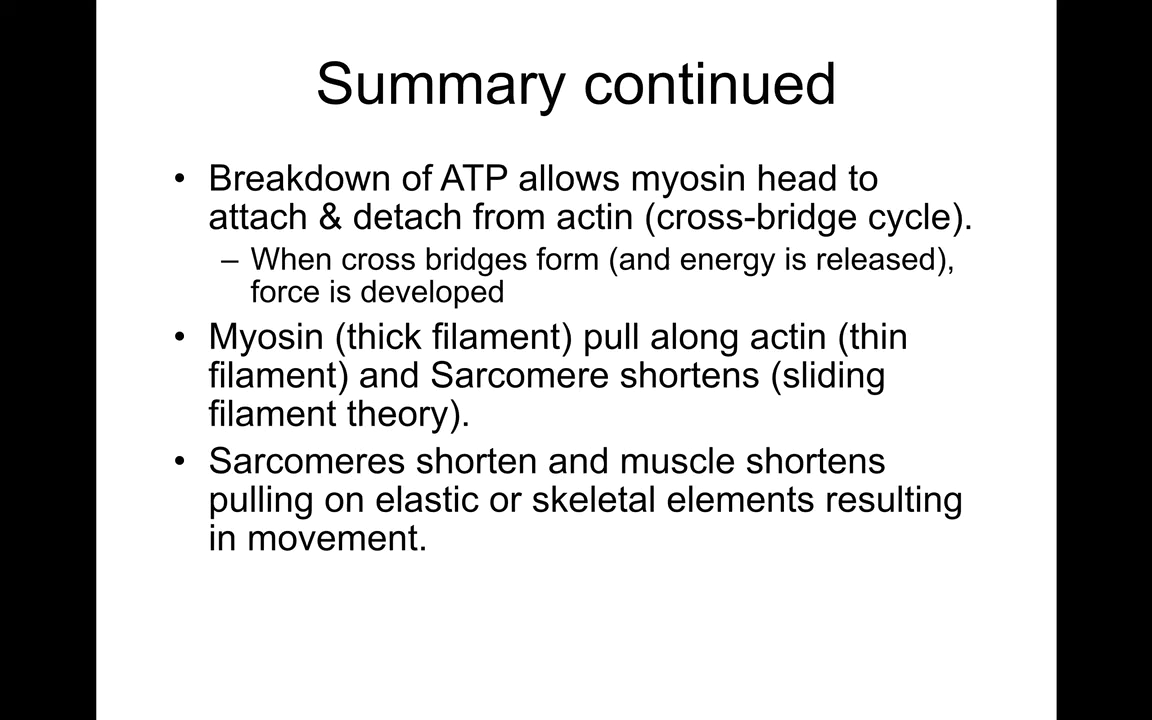 Summary continued
• Breakdown of ATP allows myosin head to
attach & detach from actin (cross-bridge cycle).
– When cross bridges form (and energy is released),
force is developed
• Myosin (thick filament) pull along actin (thin
filament) and Sarcomere shortens (sliding
filament theory).
• Sarcomeres shorten and muscle shortens
pulling on elastic or skeletal elements resulting
in movement.